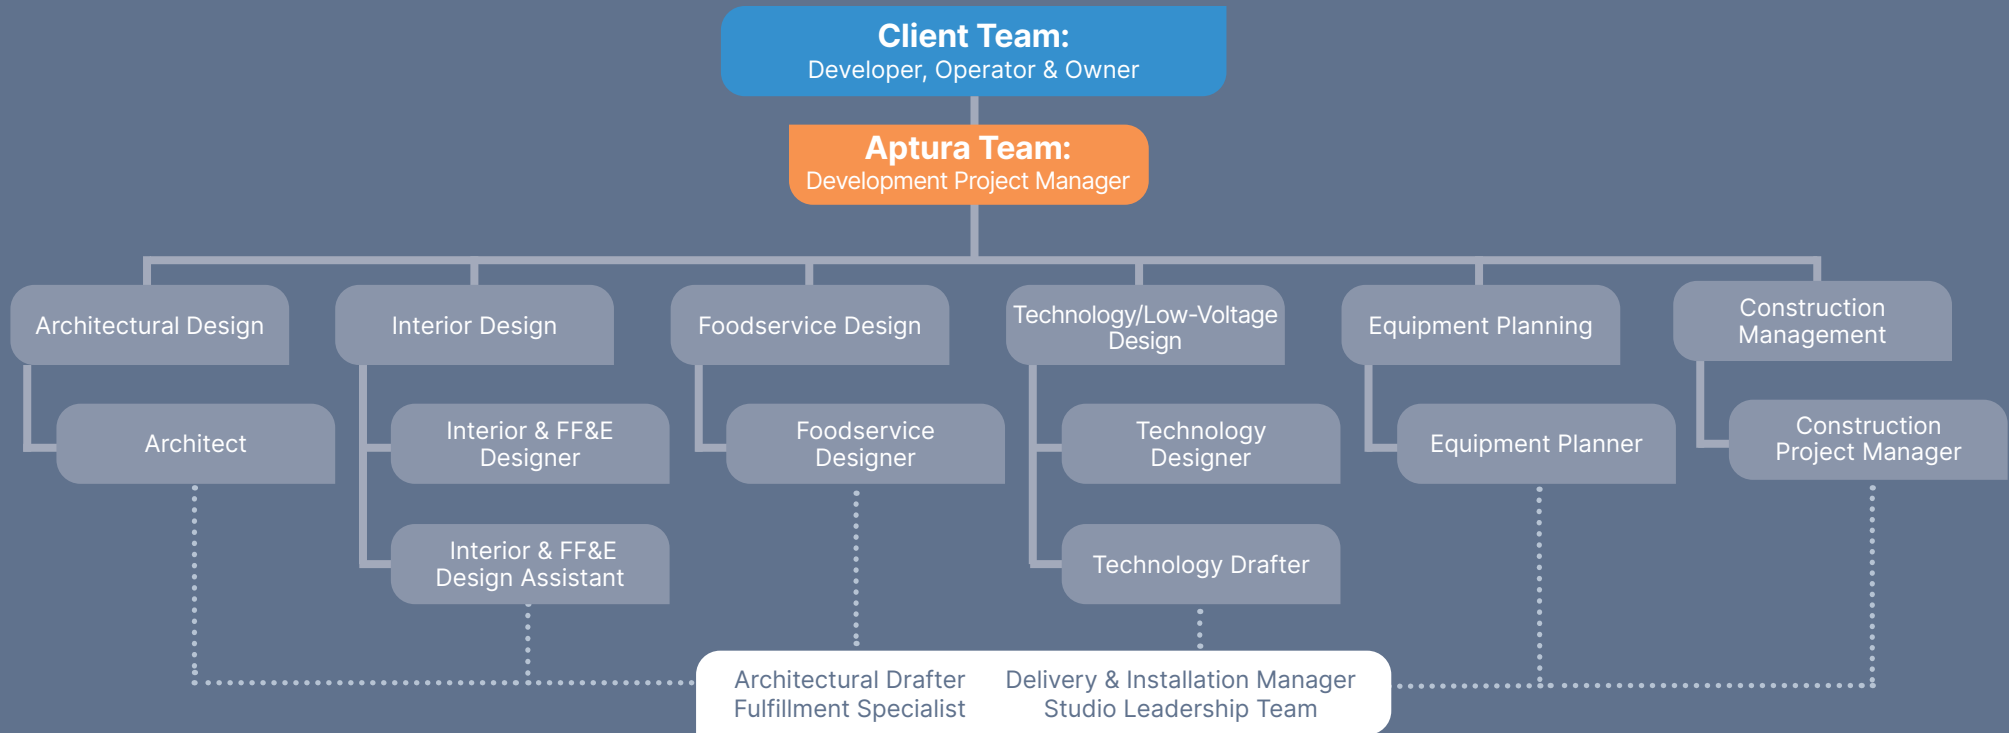 Client Team:
Developer, Operator & Owner
Aptura Team:
Development Project Manager
Architectural Design
Interior Design
Foodservice Design
Technology/Low-Voltage
Design
Equipment Planning
Construction
Management
Architect
Interior & FF&E
Designer
Foodservice
Designer
Technology
Designer
Equipment Planner
Construction
Project Manager
Interior & FF&E
Design Assistant
Technology Drafter
Architectural Drafter
Fulfillment Specialist
Delivery & Installation Manager
Studio Leadership Team